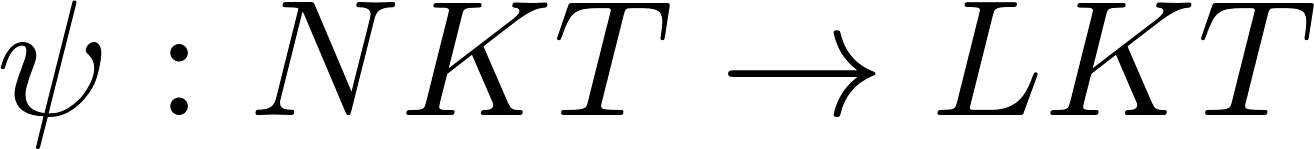 ψ : NKT → LKT